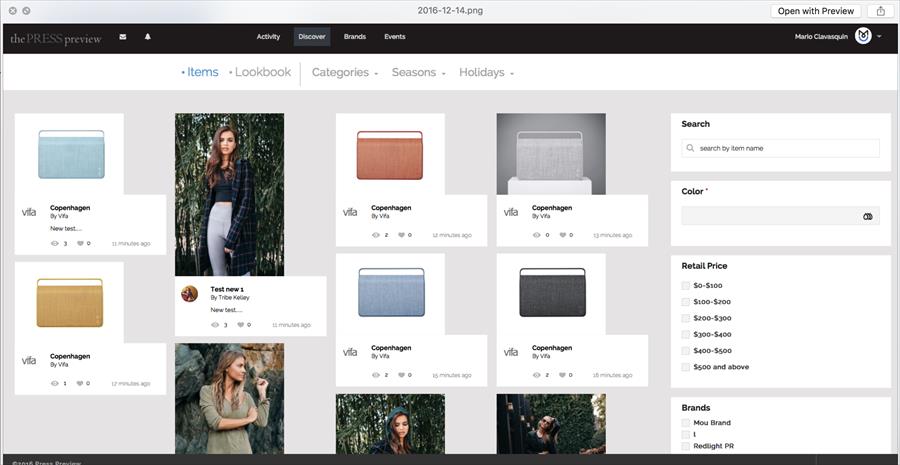 2016-12-14.png
Open with Preview
the PRESS preview
Activity
Discover
Brands
Events
Mario Clavasquin
• Items
• Lookbook
Categories
Seasons
Holidays
vifa
Copenhagen
By Vifa
New test.....
3
0
11 minutes ago
Test new 1
By Tribe Kelley
New test.....
3
0
11 minutes ago
vifa
Copenhagen
By Vifa
2
0
12 minutes ago
vifa
Copenhagen
By Vifa
0
0
13 minutes ago
vifa
Copenhagen
By Vifa
1
0
12 minutes ago
vifa
Copenhagen
By Vifa
2
0
15 minutes ago
vifa
Copenhagen
By Vifa
2
0
16 minutes ago
Search
search by item name
Color *
Retail Price
$0-$100
$100-$200
$200-$300
$300-$400
$400-$500
$500 and above
Brands
Mou Brand
l
Redlight PR
©2016 Press Preview